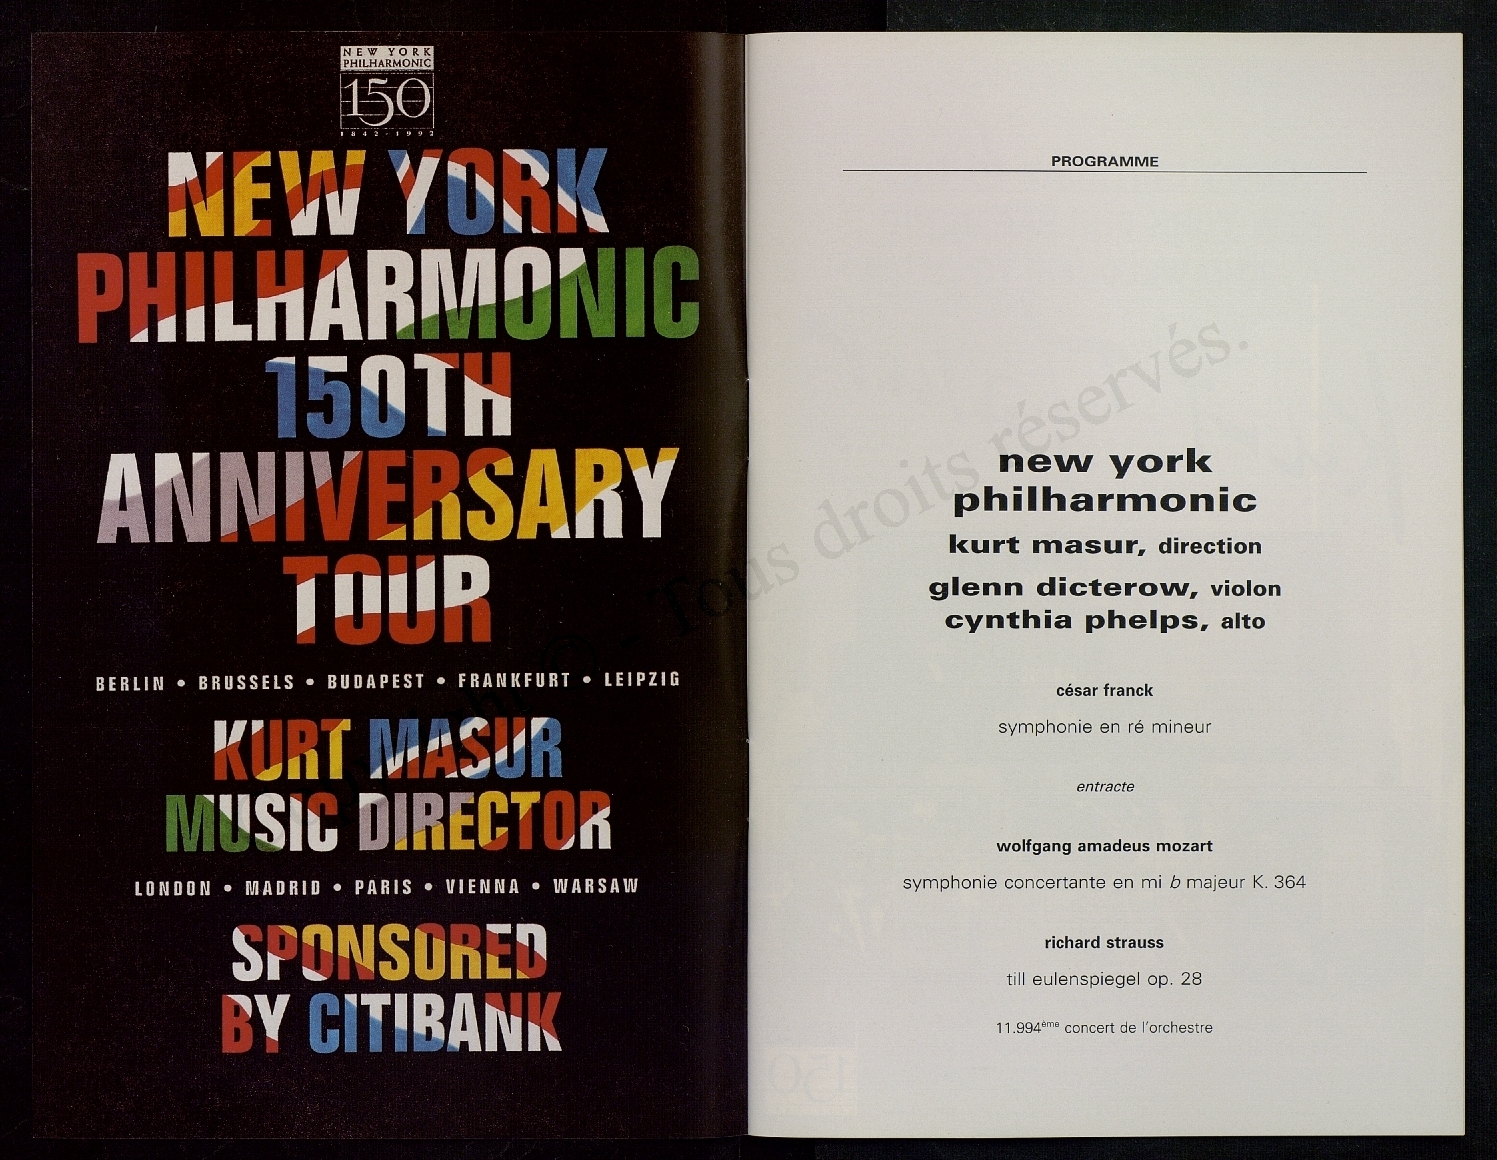 NEW YORK
PHILHARMONIC
150
1842-1992
NEW YORK
PHILHARMONIC
150TH
ANNIVERSARY
TOUR
BERLIN • BRUSSELS • BUDAPEST • FRANKFURT • LEIPZIG
KURT MASUR
MUSIC DIRECTOR
LONDON • MADRID • PARIS • VIENNA • WARSAW
SPONSORED
BY CITIBANK
PROGRAMME
new york
philharmonic
kurt masur, direction
glenn dicterow, violon
cynthia phelps, alto
césar franck
symphonie en ré mineur
entracte
wolfgang amadeus mozart
symphonie concertante en mi b majeur K. 364
richard strauss
till eulenspiegel op. 28
11.994ème concert de l'orchestre
© - Tous droits réservés.